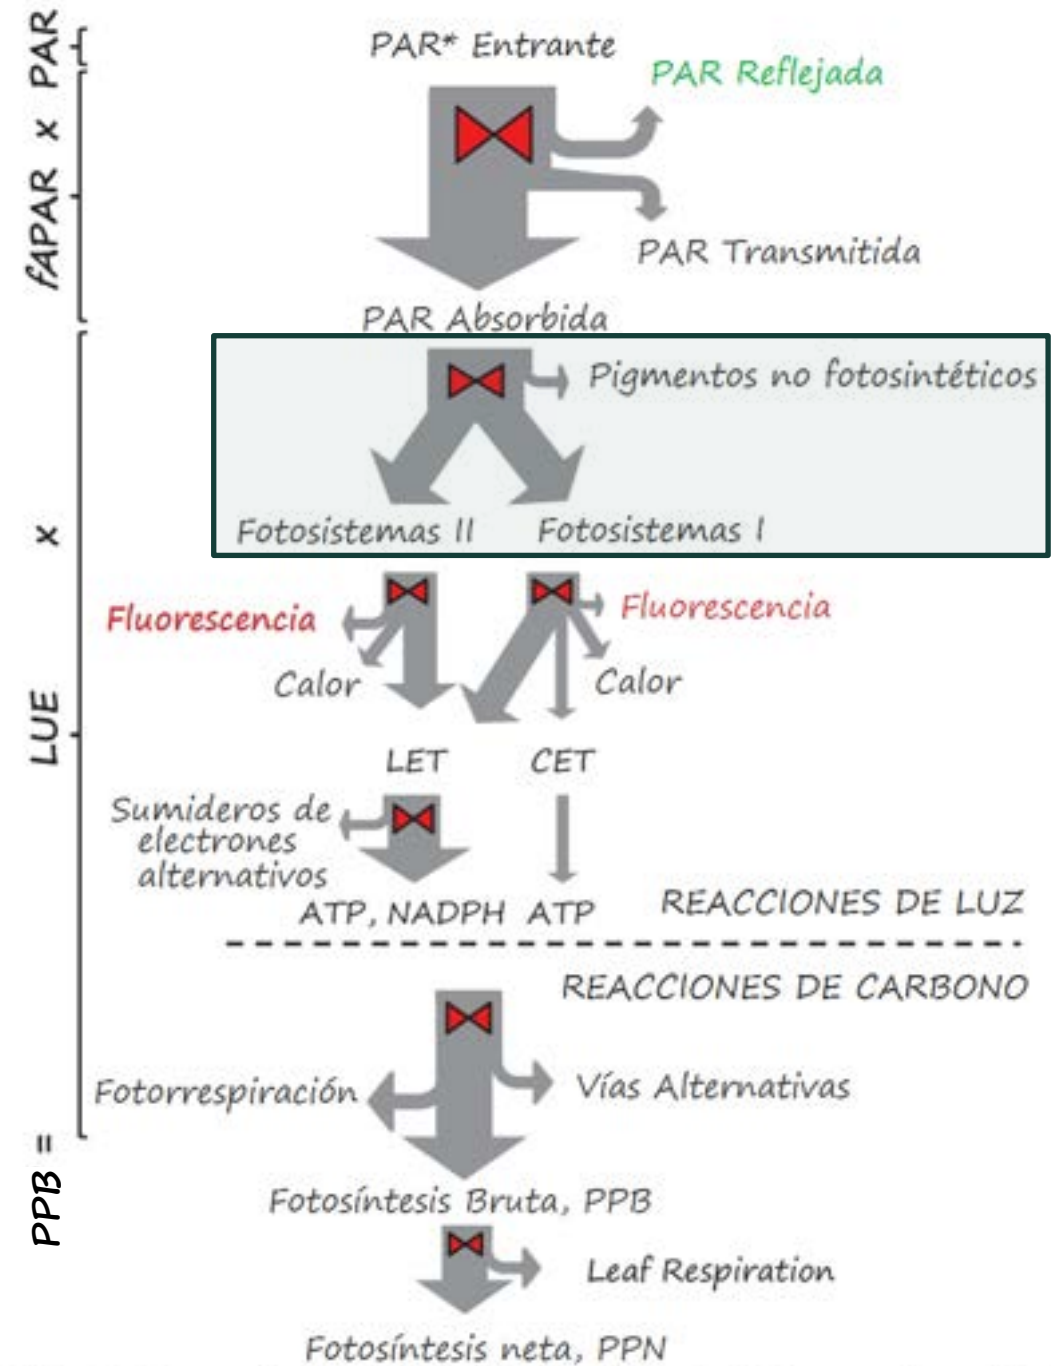 PAR* Entrante
PAR Reflejada
PAR Transmitida
PAR Absorbida
Pigmentos no fotosintéticos
Fotosistemas II
Fotosistemas I
Fluorescencia
Fluorescencia
Calor
Calor
LET
CET
Sumideros de
electrones
alternativos
ATP, NADPH
ATP
REACCIONES DE LUZ
REACCIONES DE CARBONO
Fotorrespiración
Vías Alternativas
Fotosíntesis Bruta, PPB
Leaf Respiration
Fotosíntesis neta, PPN
PPB = LUE x fAPAR x PAR